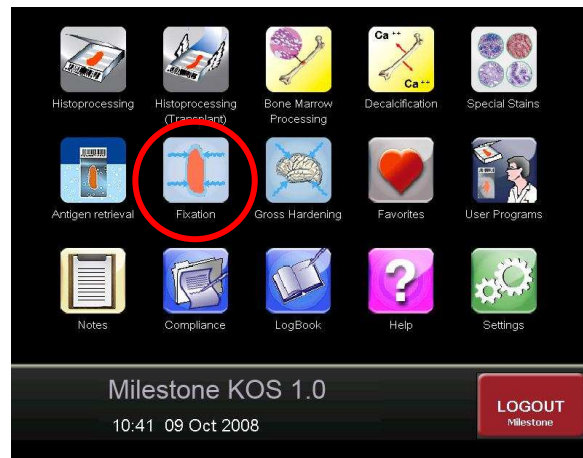 Histoprocessing
Histoprocessing
(Transplant)
Bone Marrow
Processing
Ca ++
Ca ++
Decalcification
Special Stains
Antigen retrieval
Fixation
Gross Hardening
Favorites
User Programs
Notes
Compliance
LogBook
?
Help
Settings
Milestone KOS 1.0
10:41 09 Oct 2008
LOGOUT
Milestone